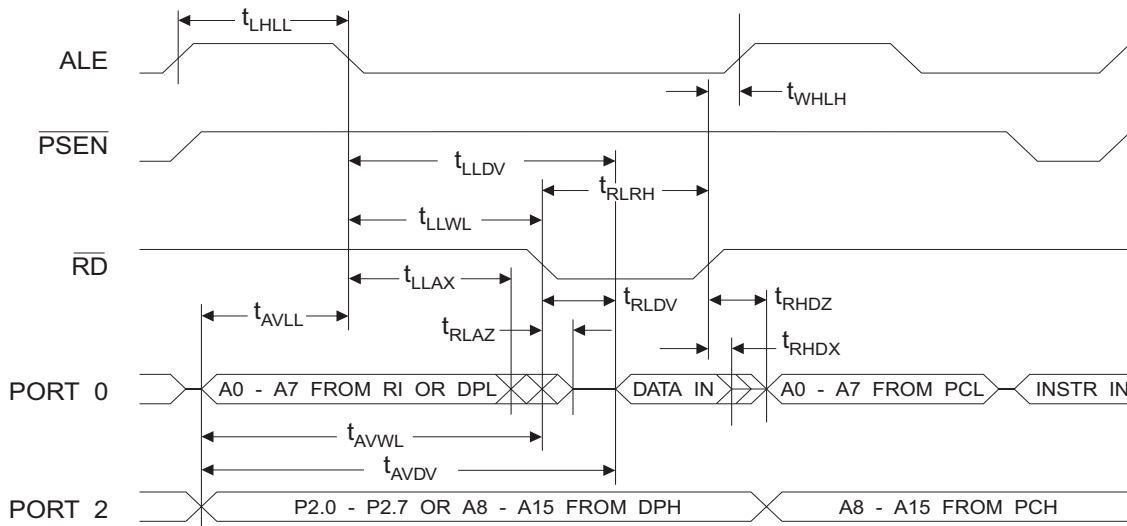 tLHLL
ALE
tWHLH
PSEN
tLLDV
tRLRH
tLLWL
RD
tLLAX
tRLDV
tRHDZ
tAVLL
tRLAZ
tRHDX
PORT 0
A0 - A7 FROM RI OR DPL
DATA IN
A0 - A7 FROM PCL
INSTR IN
tAVWL
tAVDV
PORT 2
P2.0 - P2.7 OR A8 - A15 FROM DPH
A8 - A15 FROM PCH